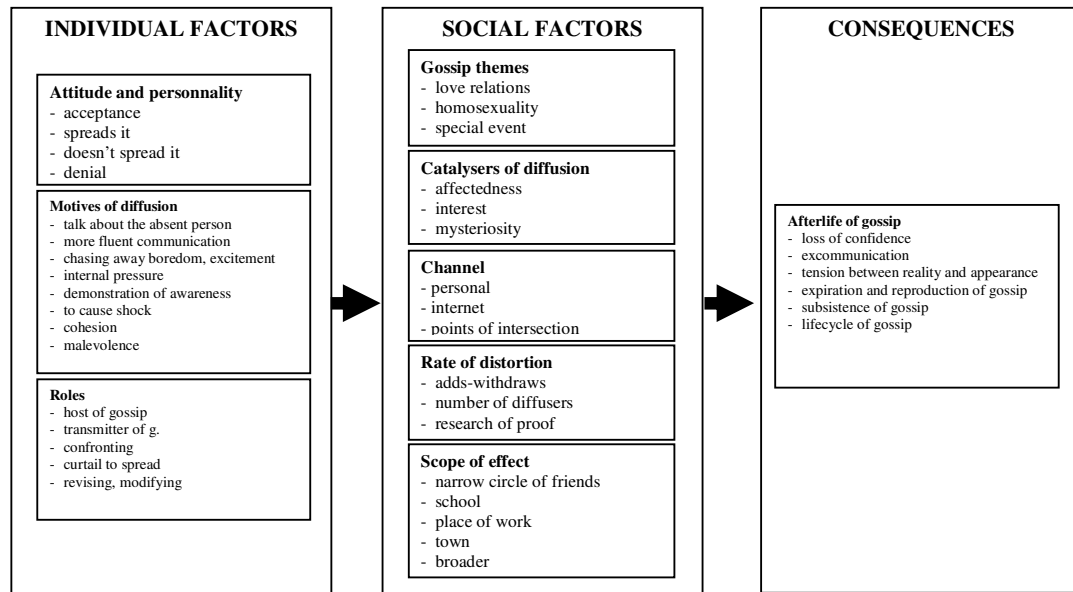 INDIVIDUAL FACTORS
Attitude and personnality
- acceptance
- spreads it
- doesn't spread it
- denial
Motives of diffusion
- talk about the absent person
- more fluent communication
- chasing away boredom, excitement
- internal pressure
- demonstration of awareness
- to cause shock
- cohesion
- malevolence
Roles
- host of gossip
- transmitter of g.
- confronting
- curtail to spread
- revising, modifying
SOCIAL FACTORS
Gossip themes
- love relations
- homosexuality
- special event
Catalysers of diffusion
- affectedness
- interest
- mysteriosity
Channel
- personal
- internet
- points of intersection
Rate of distortion
- adds-withdraws
- number of diffusers
- research of proof
Scope of effect
- narrow circle of friends
- school
- place of work
- town
- broader
CONSEQUENCES
Afterlife of gossip
- loss of confidence
- excommunication
- tension between reality and appearance
- expiration and reproduction of gossip
- subsistence of gossip
- lifecycle of gossip